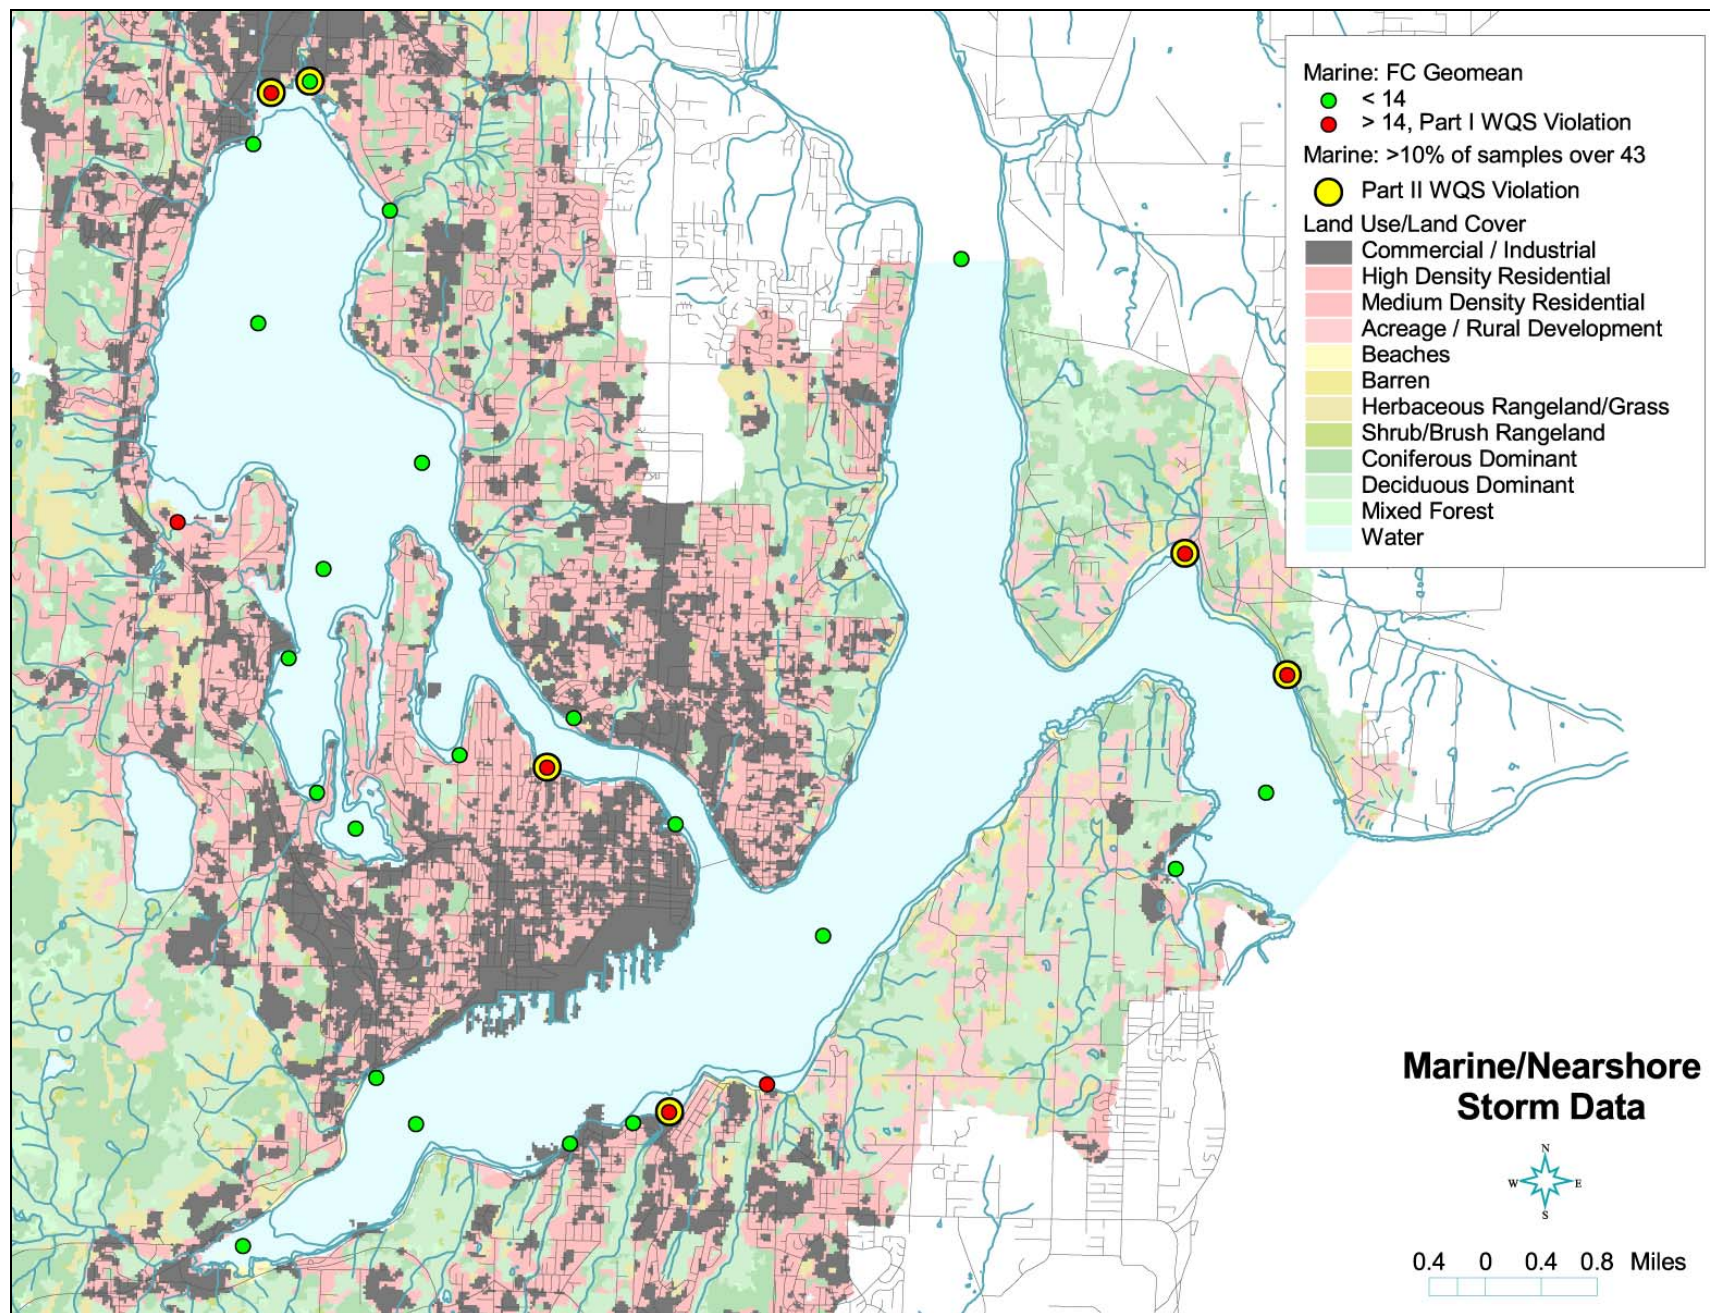 Marine: FC Geomean
< 14
> 14, Part I WQS Violation
Marine: >10% of samples over 43
Part II WQS Violation
Land Use/Land Cover
Commercial / Industrial
High Density Residential
Medium Density Residential
Acreage / Rural Development
Beaches
Barren
Herbaceous Rangeland/Grass
Shrub/Brush Rangeland
Coniferous Dominant
Deciduous Dominant
Mixed Forest
Water
Marine/Nearshore
Storm Data
N
W E
S
0.4 0 0.4 0.8 Miles